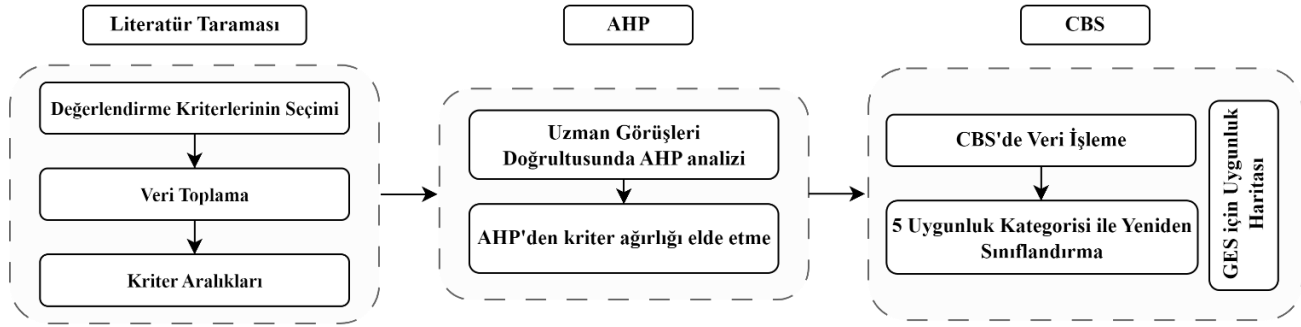 Literatür Taraması
Değerlendirme Kriterlerinin Seçimi
Veri Toplama
Kriter Aralıkları
AHP
Uzman Görüşleri
Doğrultusunda AHP analizi
AHP'den kriter ağırlığı elde etme
CBS
CBS'de Veri İşleme
5 Uygunluk Kategorisi ile Yeniden
Sınıflandırma
GES için Uygunluk
Haritası